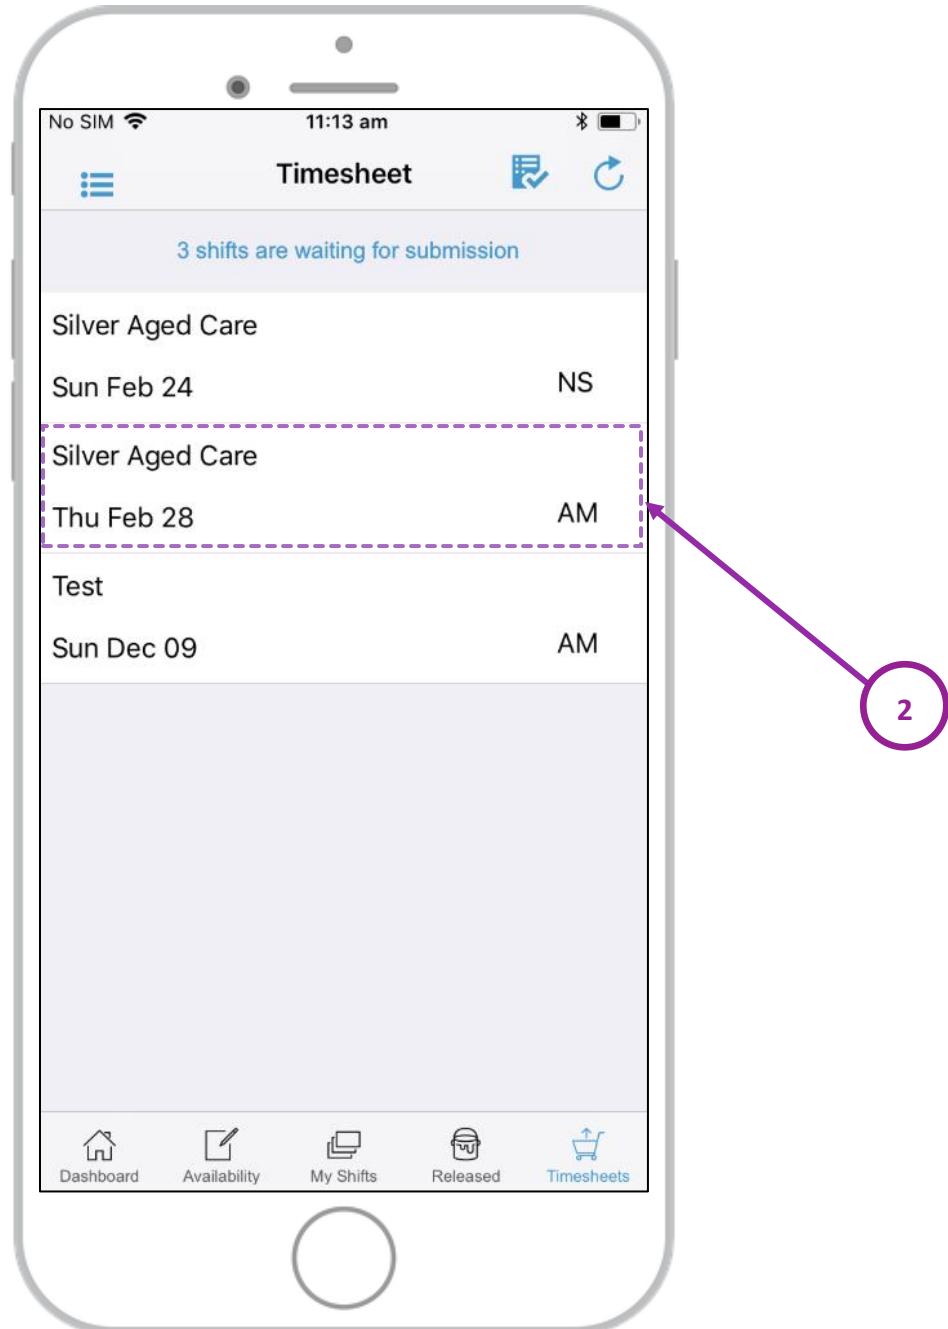 No SIM 11:13 am
Timesheet
3 shifts are waiting for submission
Silver Aged Care
Sun Feb 24 NS
Silver Aged Care
Thu Feb 28 AM
Test
Sun Dec 09 AM
2
Dashboard Availability My Shifts Released Timesheets